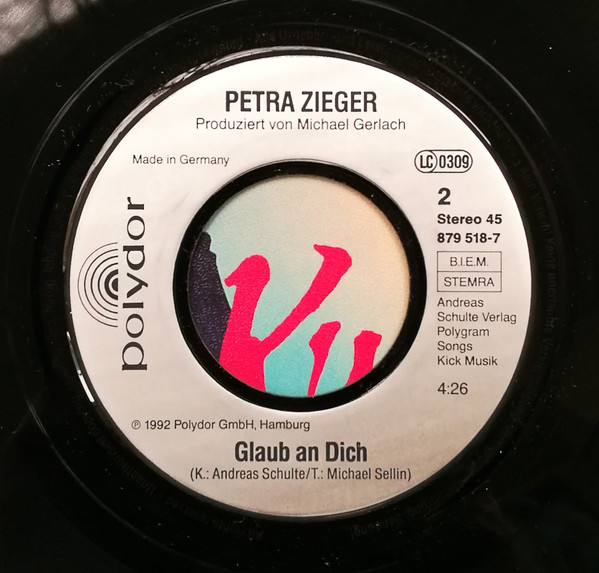 PETRA ZIEGER
Produziert von Michael Gerlach
Made in Germany
LC 0309
polydor
2
Stereo 45
879 518-7
B.I.E.M.
STEMRA
Andreas
Schulte Verlag
Polygram
Songs
Kick Musik
4:26
℗ 1992 Polydor GmbH, Hamburg
Glaub an Dich
(K.: Andreas Schulte/T.: Michael Sellin)